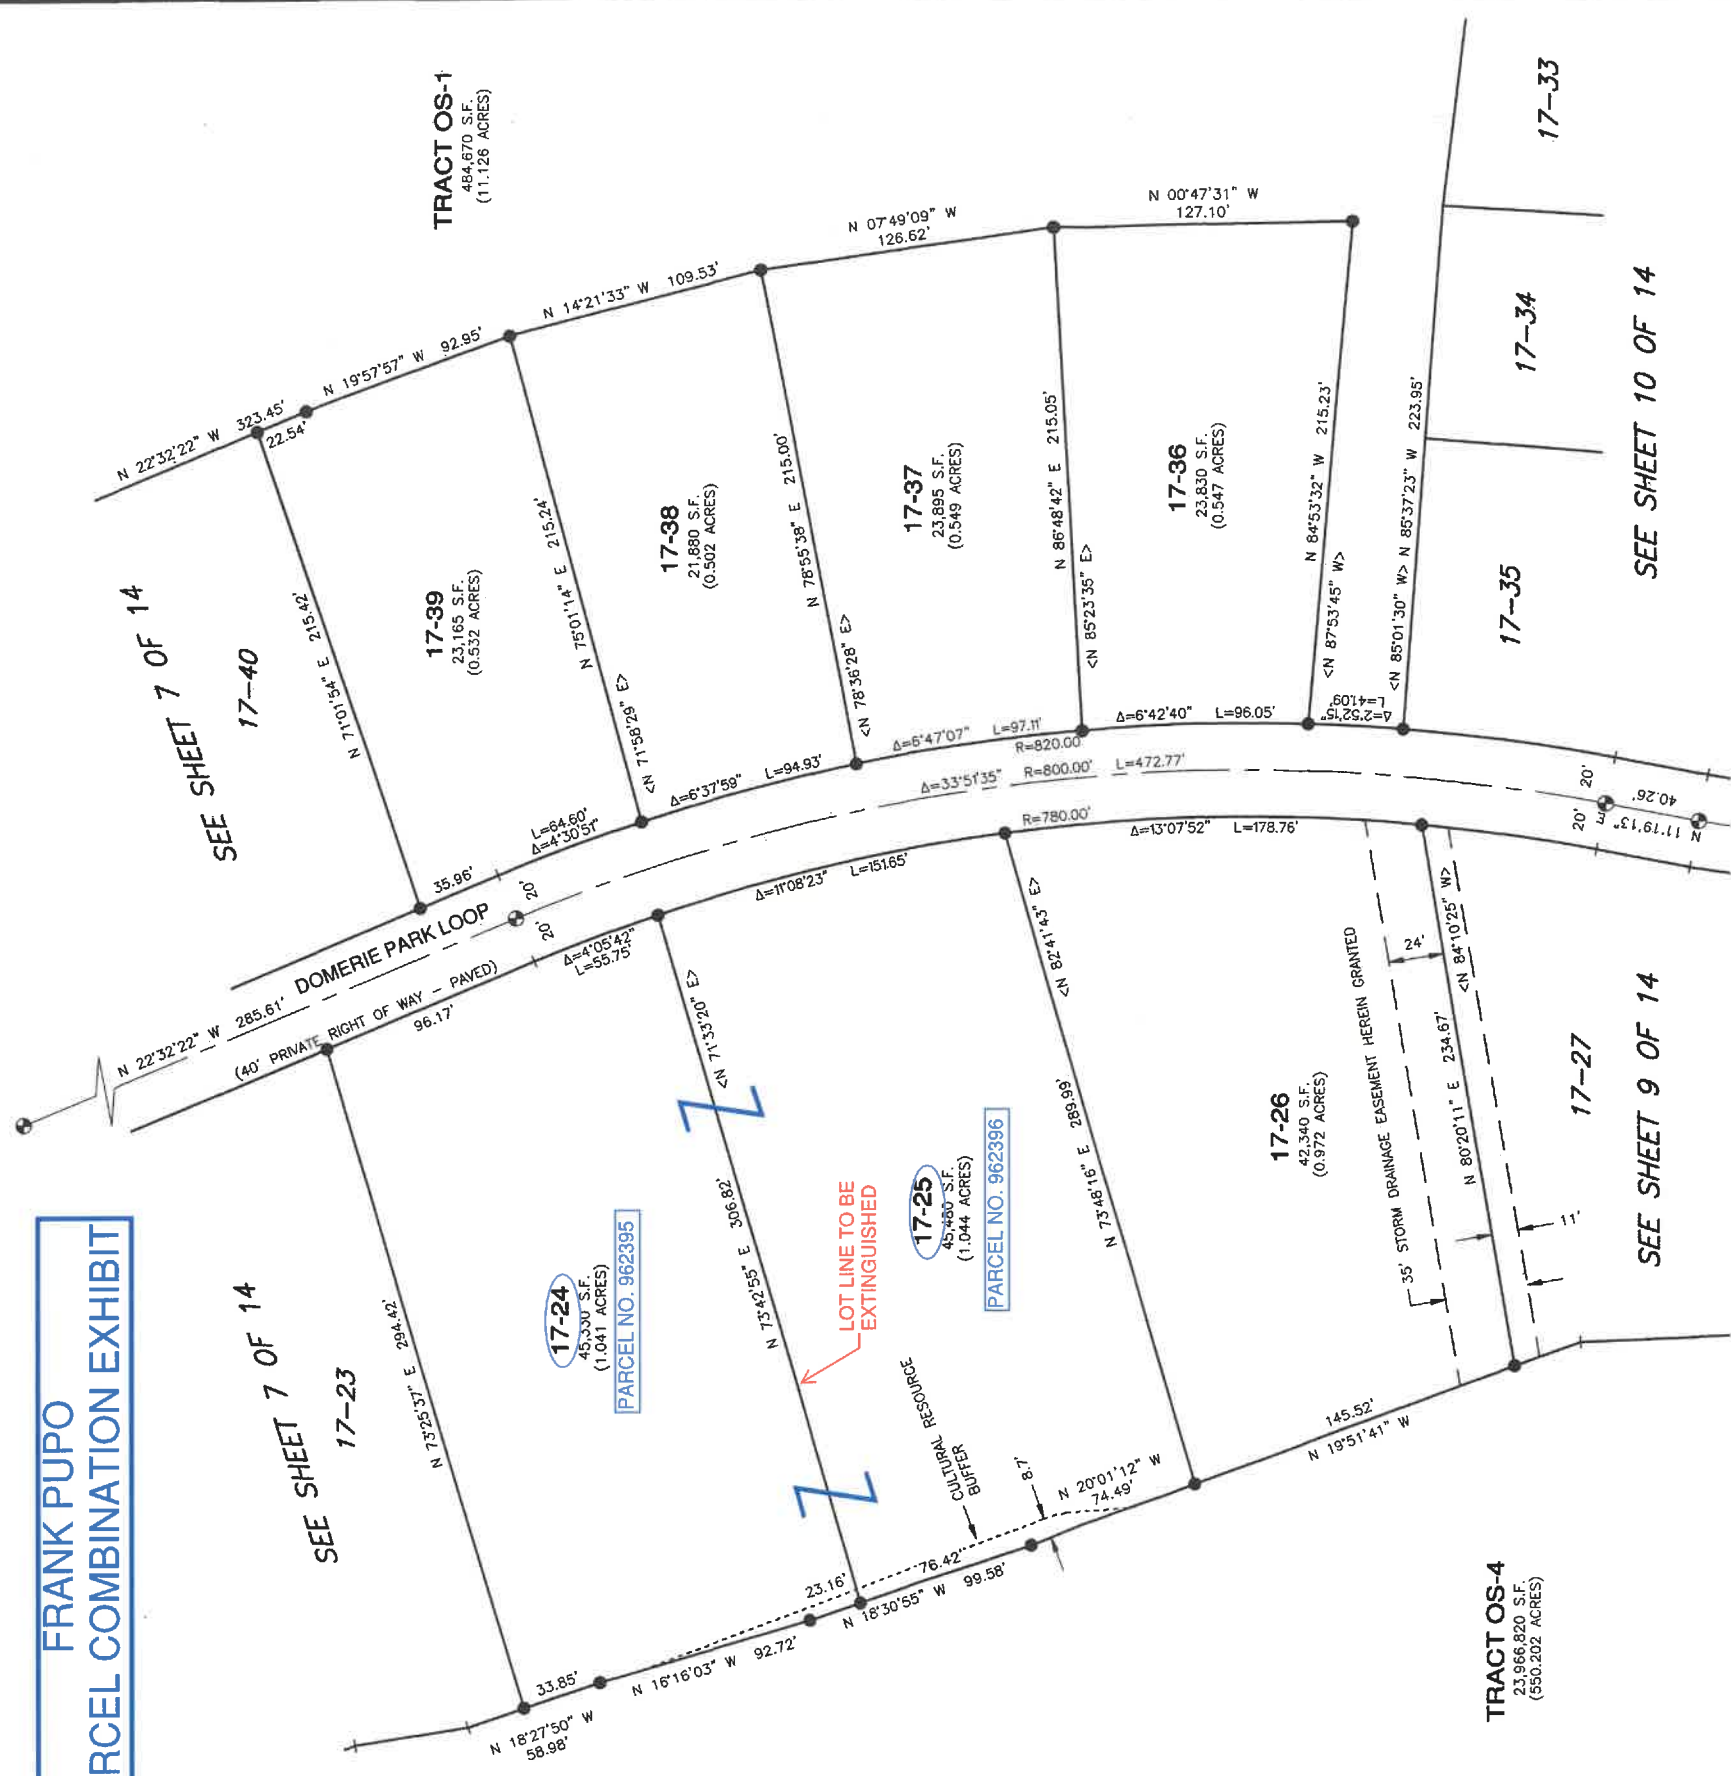 FRANK PUPO
RCEL COMBINATION EXHIBIT
TRACT OS-1
484,670 S.F.
(11.126 ACRES)
N 22°32'22" W 323.45'
22.54'
N 19°57'57" W 92.95'
N 14°21'33" W 109.53'
N 07°49'09" W
126.62'
N 00°47'31" W
127.10'
17-33
17-34
17-35
SEE SHEET 10 OF 14
SEE SHEET 7 OF 14
17-40
N 71°01'54" E 215.42'
17-39
23,165 S.F.
(0.532 ACRES)
N 75°01'14" E 215.24'
<N 71°58'29" E>
17-38
21,880 S.F.
(0.502 ACRES)
N 78°55'38" E 215.00'
<N 78°36'28" E>
17-37
23,895 S.F.
(0.549 ACRES)
N 86°48'42" E 215.05'
<N 85°23'35" E>
17-36
23,830 S.F.
(0.547 ACRES)
N 84°53'32" W 215.23'
<N 87°53'45" W>
<N 85°01'30" W> N 85°37'23" W 223.95'
35.96'
L=64.60'
Δ=4°30'51"
Δ=6°37'59" L=94.93'
Δ=6°47'07" L=97.11'
R=820.00'
Δ=6°42'40" L=96.05'
Δ=2°52'15"
L=41.09'
Δ=33°51'35" R=800.00' L=472.77'
N 22°32'22" W 285.61'
DOMERIE PARK LOOP
(40' PRIVATE RIGHT OF WAY - PAVED)
20'
20'
20'
20'
40.26'
N 11°19'13" E
96.17'
Δ=4°05'42"
L=55.75'
Δ=11°08'23" L=151.65'
R=780.00'
Δ=13°07'52" L=178.76'
SEE SHEET 7 OF 14
17-23
N 73°25'37" E 294.42'
17-24
45,330 S.F.
(1.041 ACRES)
PARCEL NO. 962395
<N 71°33'20" E>
N 73°42'55" E 306.82'
LOT LINE TO BE
EXTINGUISHED
17-25
45,480 S.F.
(1.044 ACRES)
PARCEL NO. 962396
<N 82°41'43" E>
N 73°48'16" E 289.99'
17-26
42,340 S.F.
(0.972 ACRES)
35' STORM DRAINAGE EASEMENT HEREIN GRANTED
24'
<N 84°10'25" W>
N 80°20'11" E 234.67'
11'
17-27
SEE SHEET 9 OF 14
CULTURAL RESOURCE
BUFFER
8.7'
N 20°01'12" W
74.49'
145.52'
N 19°51'41" W
76.42'
23.16'
N 18°30'55" W 99.58'
N 16°16'03" W 92.72'
33.85'
N 18°27'50" W
58.98'
TRACT OS-4
23,966,820 S.F.
(550.202 ACRES)